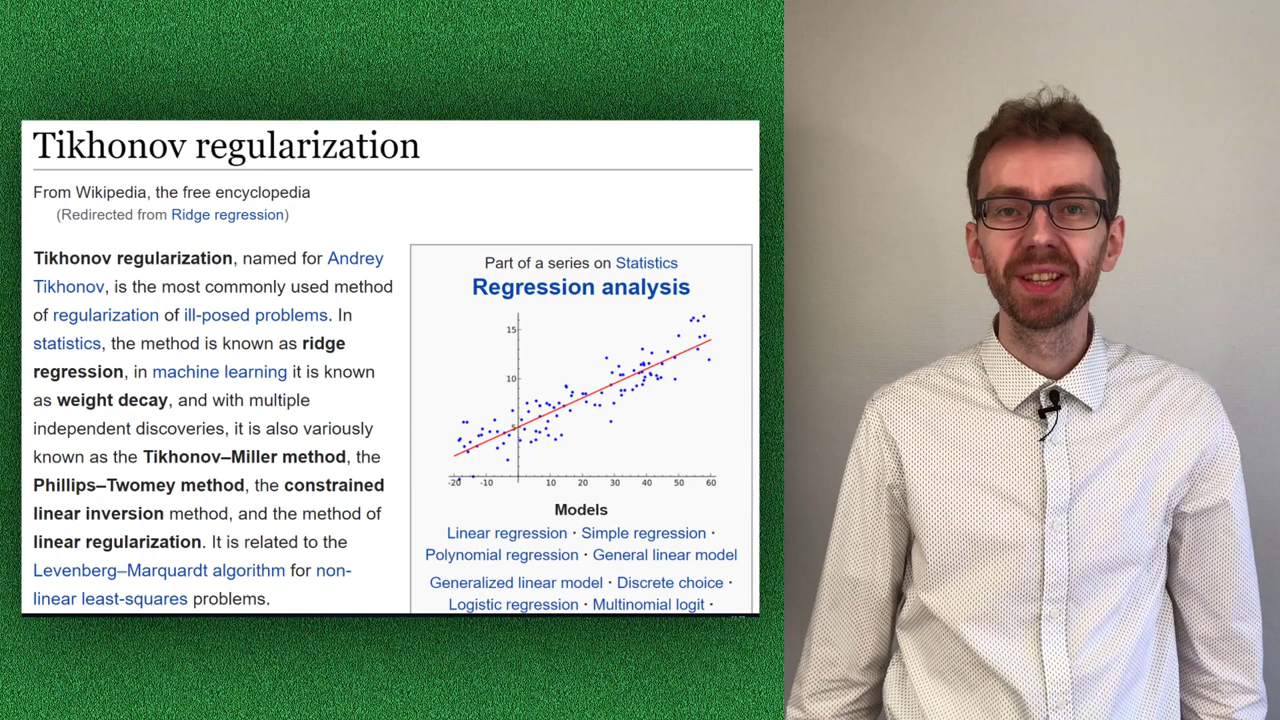 Tikhonov regularization
From Wikipedia, the free encyclopedia
(Redirected from Ridge regression)
Tikhonov regularization, named for Andrey
Tikhonov, is the most commonly used method
of regularization of ill-posed problems. In
statistics, the method is known as ridge
regression, in machine learning it is known
as weight decay, and with multiple
independent discoveries, it is also variously
known as the Tikhonov–Miller method, the
Phillips–Twomey method, the constrained
linear inversion method, and the method of
linear regularization. It is related to the
Levenberg–Marquardt algorithm for non-
linear least-squares problems.
Part of a series on Statistics
Regression analysis
15
10
5
-20 -10 10 20 30 40 50 60
Models
Linear regression · Simple regression ·
Polynomial regression · General linear model
Generalized linear model · Discrete choice ·
Logistic regression · Multinomial logit ·